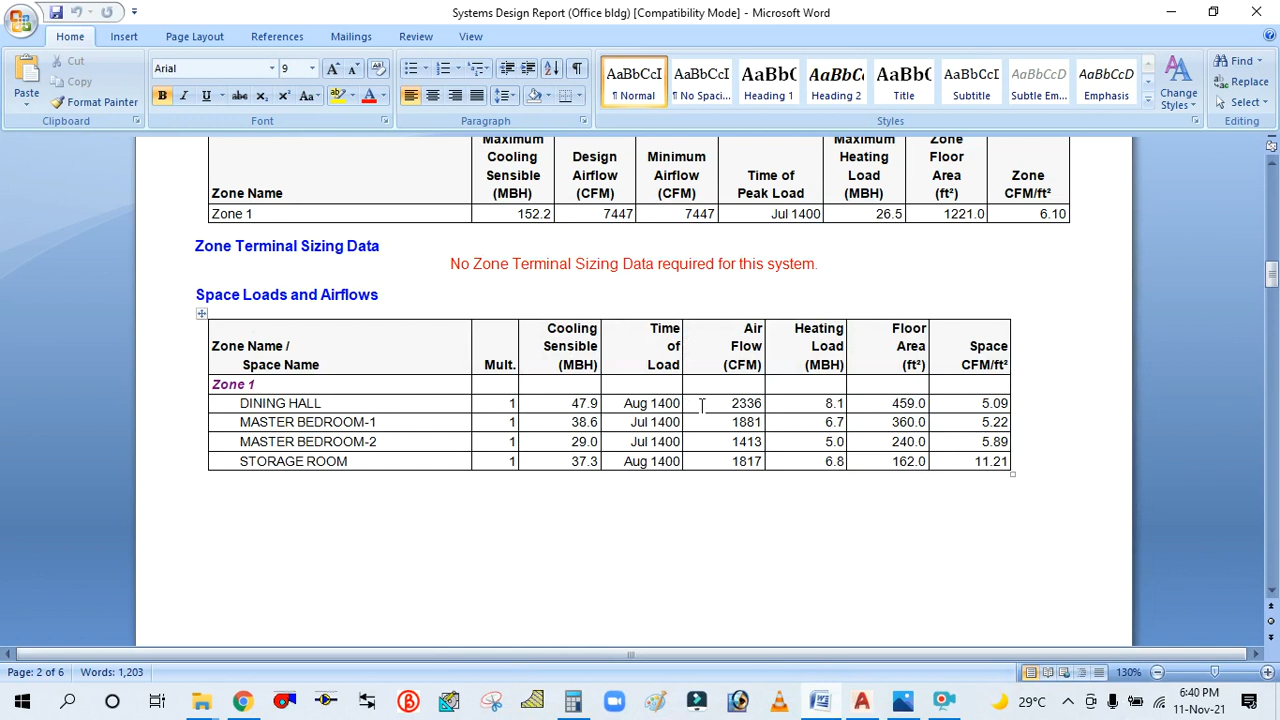 Systems Design Report (Office bldg) [Compatibility Mode] - Microsoft Word
Home Insert Page Layout References Mailings Review View
Paste
Cut
Copy
Format Painter
Clipboard
Arial 9
B I U abc x₂ x² Aa
Font
Paragraph
AaBbCcI AaBbCcI AaBbC AaBbCc AaBbC AaBbCcD AaBbCcD AaBbCcD
¶ Normal ¶ No Spaci... Heading 1 Heading 2 Title Subtitle Subtle Em... Emphasis
Change Styles
Styles
Find
Replace
Select
Editing
Maximum Maximum Zone
Cooling Design Minimum Heating Floor
Sensible Airflow Airflow Time of Load Area Zone
Zone Name (MBH) (CFM) (CFM) Peak Load (MBH) (ft²) CFM/ft²
Zone 1 152.2 7447 7447 Jul 1400 26.5 1221.0 6.10
Zone Terminal Sizing Data
No Zone Terminal Sizing Data required for this system.
Space Loads and Airflows
Cooling Time Air Heating Floor
Zone Name / Sensible of Flow Load Area Space
Space Name Mult. (MBH) Load (CFM) (MBH) (ft²) CFM/ft²
Zone 1
DINING HALL 1 47.9 Aug 1400 2336 8.1 459.0 5.09
MASTER BEDROOM-1 1 38.6 Jul 1400 1881 6.7 360.0 5.22
MASTER BEDROOM-2 1 29.0 Jul 1400 1413 5.0 240.0 5.89
STORAGE ROOM 1 37.3 Aug 1400 1817 6.8 162.0 11.21
Page: 2 of 6 Words: 1,203 130%
29°C 6:40 PM
11-Nov-21